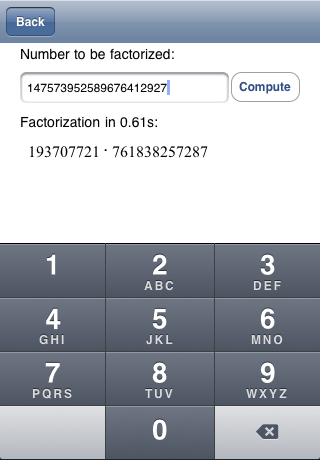 Back
Number to be factorized:
147573952589676412927
Compute
Factorization in 0.61s:
193707721 · 761838257287
1 2 3
ABC DEF
4 5 6
GHI JKL MNO
7 8 9
PQRS TUV WXYZ
0